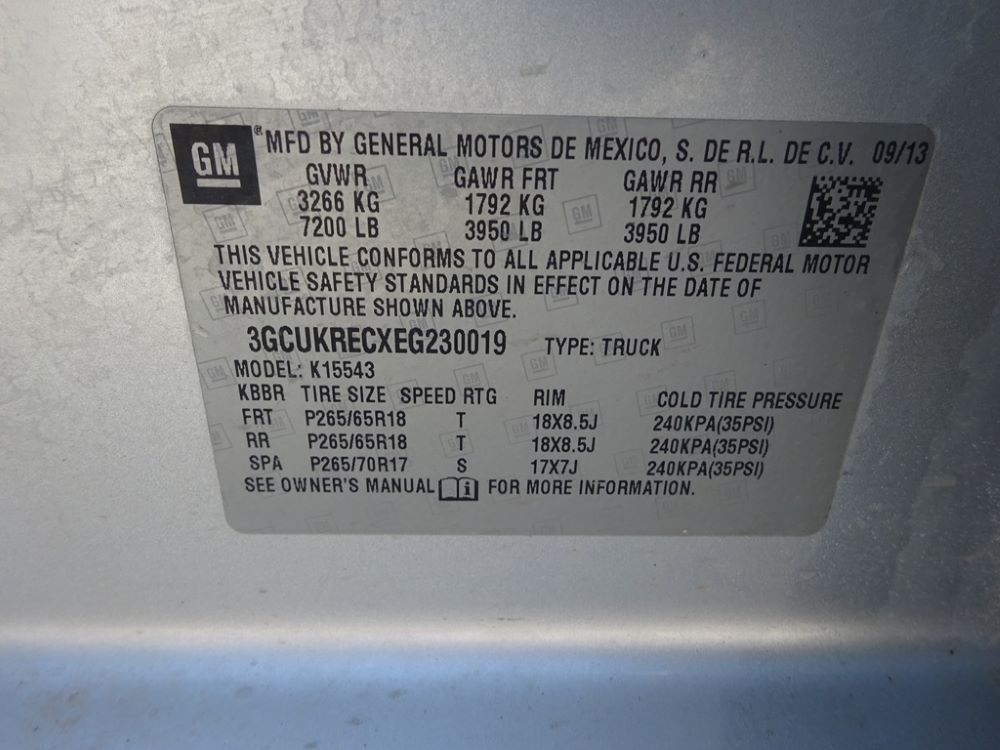 GM® MFD BY GENERAL MOTORS DE MEXICO, S. DE R.L. DE C.V. 09/13
GVWR GAWR FRT GAWR RR
3266 KG 1792 KG 1792 KG
7200 LB 3950 LB 3950 LB
THIS VEHICLE CONFORMS TO ALL APPLICABLE U.S. FEDERAL MOTOR
VEHICLE SAFETY STANDARDS IN EFFECT ON THE DATE OF
MANUFACTURE SHOWN ABOVE.
3GCUKRECXEG230019 TYPE: TRUCK
MODEL: K15543
KBBR TIRE SIZE SPEED RTG RIM COLD TIRE PRESSURE
FRT P265/65R18 T 18X8.5J 240KPA(35PSI)
RR P265/65R18 T 18X8.5J 240KPA(35PSI)
SPA P265/70R17 S 17X7J 240KPA(35PSI)
SEE OWNER'S MANUAL i FOR MORE INFORMATION.